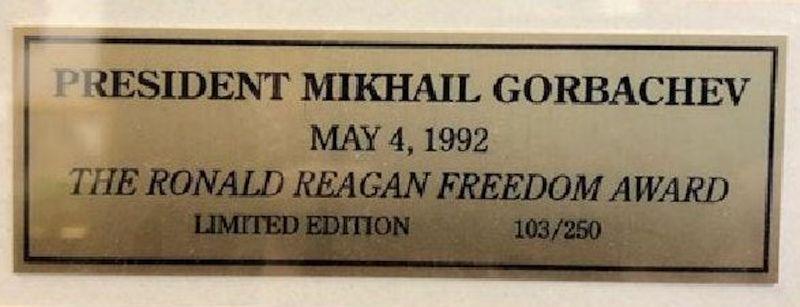 PRESIDENT MIKHAIL GORBACHEV
MAY 4, 1992
THE RONALD REAGAN FREEDOM AWARD
LIMITED EDITION 103/250